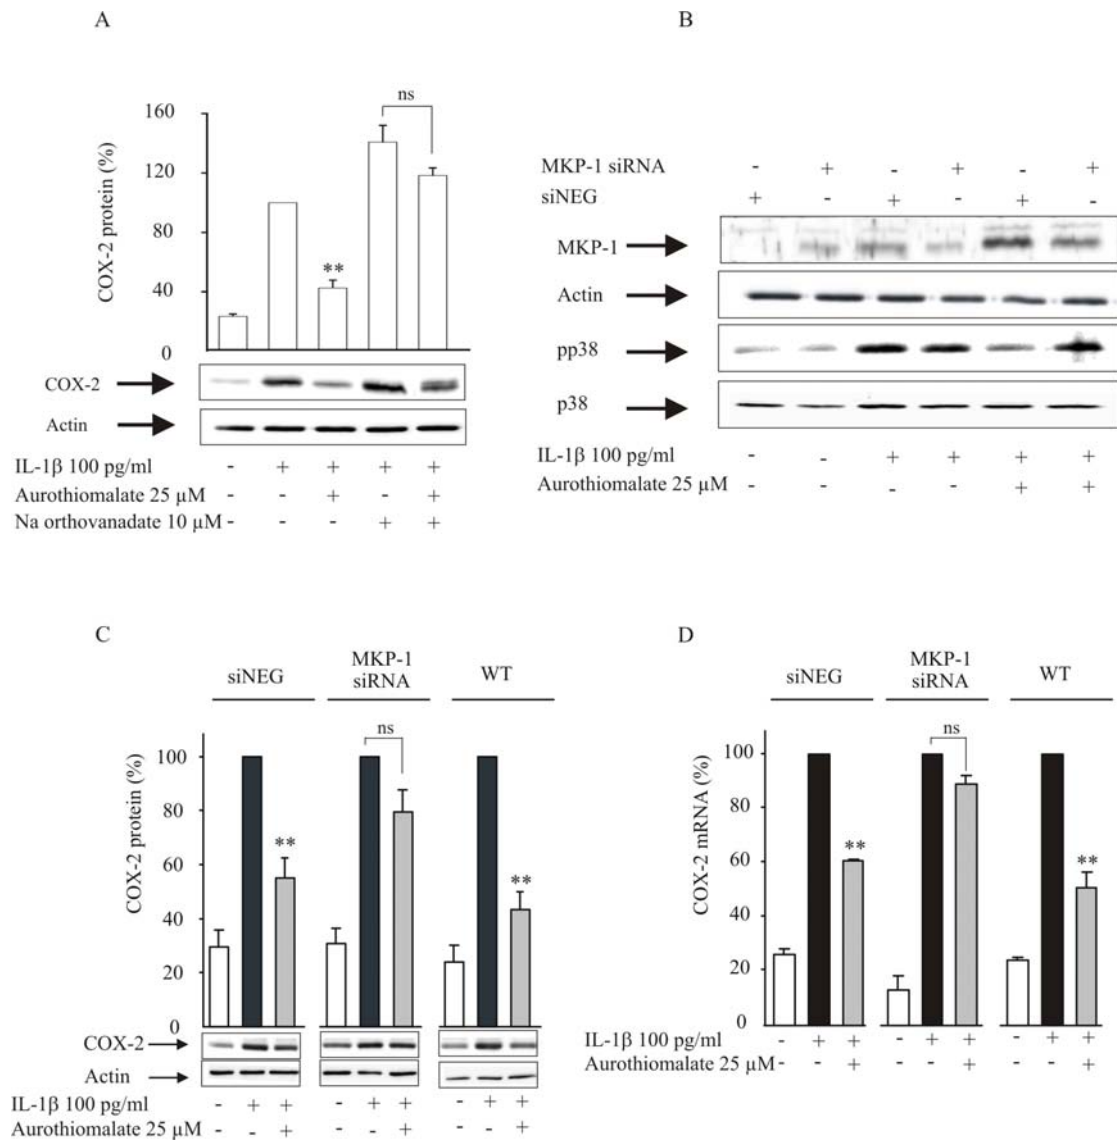 A
160
120
80
40
0
COX-2 protein (%)
**
ns
COX-2
Actin
IL-1β 100 pg/ml - + + + +
Aurothiomalate 25 µM - - + - +
Na orthovanadate 10 µM - - - + +
B
MKP-1 siRNA - + - + - +
siNEG + - + - + -
MKP-1
Actin
pp38
p38
IL-1β 100 pg/ml - - + + + +
Aurothiomalate 25 µM - - - - + +
C
siNEG
MKP-1
siRNA
WT
ns
100
80
60
40
20
0
COX-2 protein (%)
**
**
COX-2
Actin
IL-1β 100 pg/ml - + + - + + - + +
Aurothiomalate 25 µM - - + - - + - - +
D
siNEG
MKP-1
siRNA
WT
ns
100
80
60
40
20
0
COX-2 mRNA (%)
**
**
IL-1β 100 pg/ml - + + - + + - + +
Aurothiomalate 25 µM - - + - - + - - +